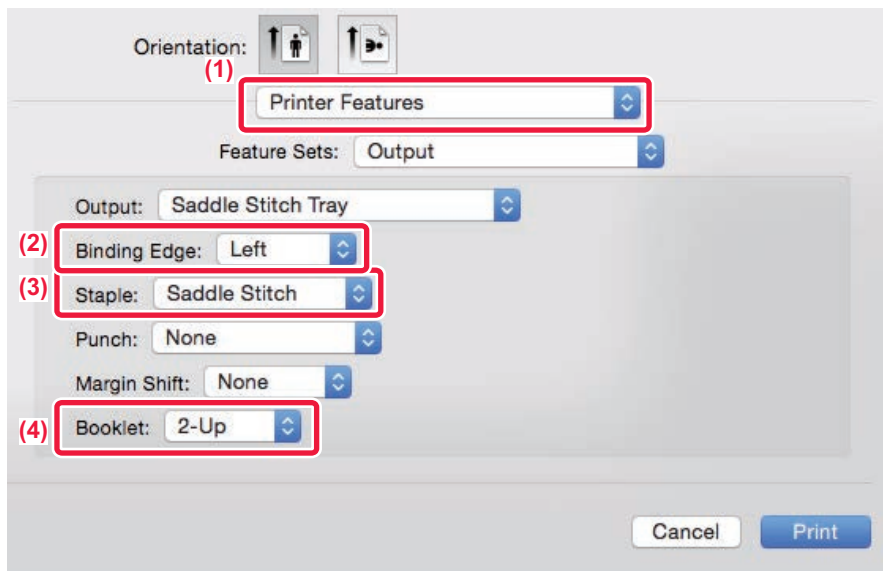 Orientation:
(1)
Printer Features
Feature Sets: Output
Output: Saddle Stitch Tray
(2) Binding Edge: Left
(3) Staple: Saddle Stitch
Punch: None
Margin Shift: None
(4) Booklet: 2-Up
Cancel Print